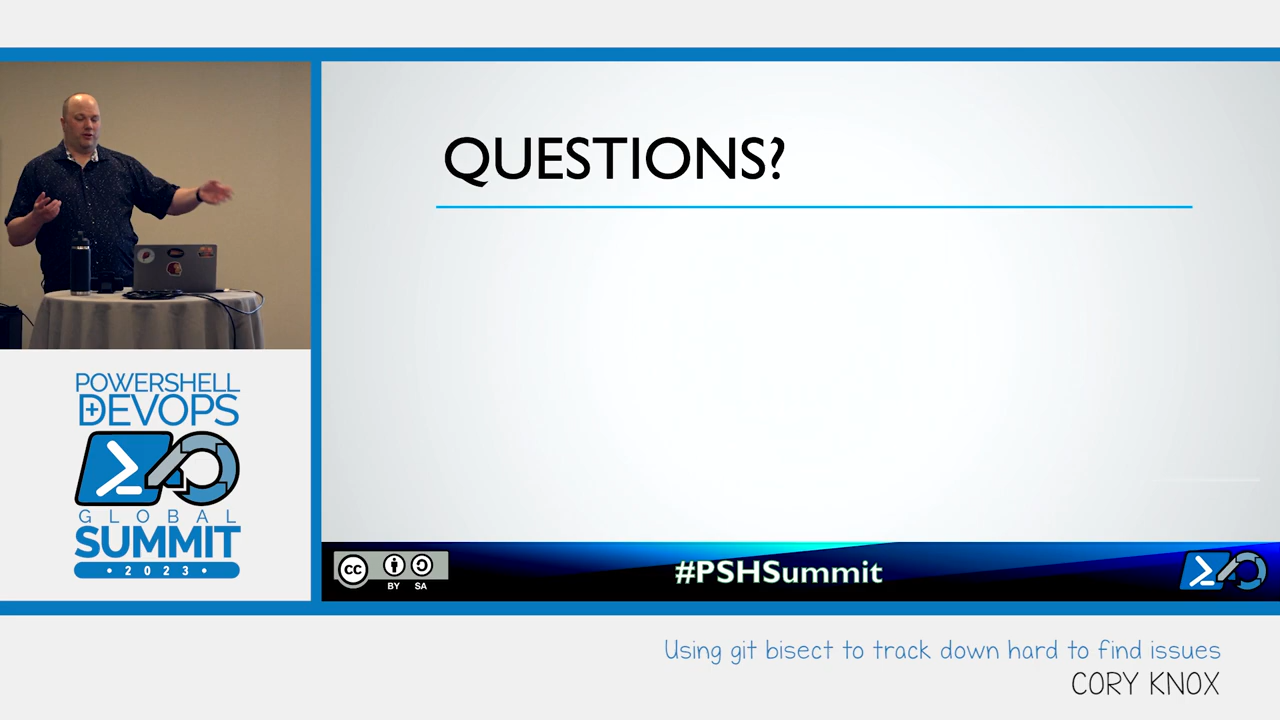 QUESTIONS?
POWERSHELL
+DEVOPS
GLOBAL
SUMMIT
• 2023 •
cc
BY SA
#PSHSummit
Using git bisect to track down hard to find issues
CORY KNOX